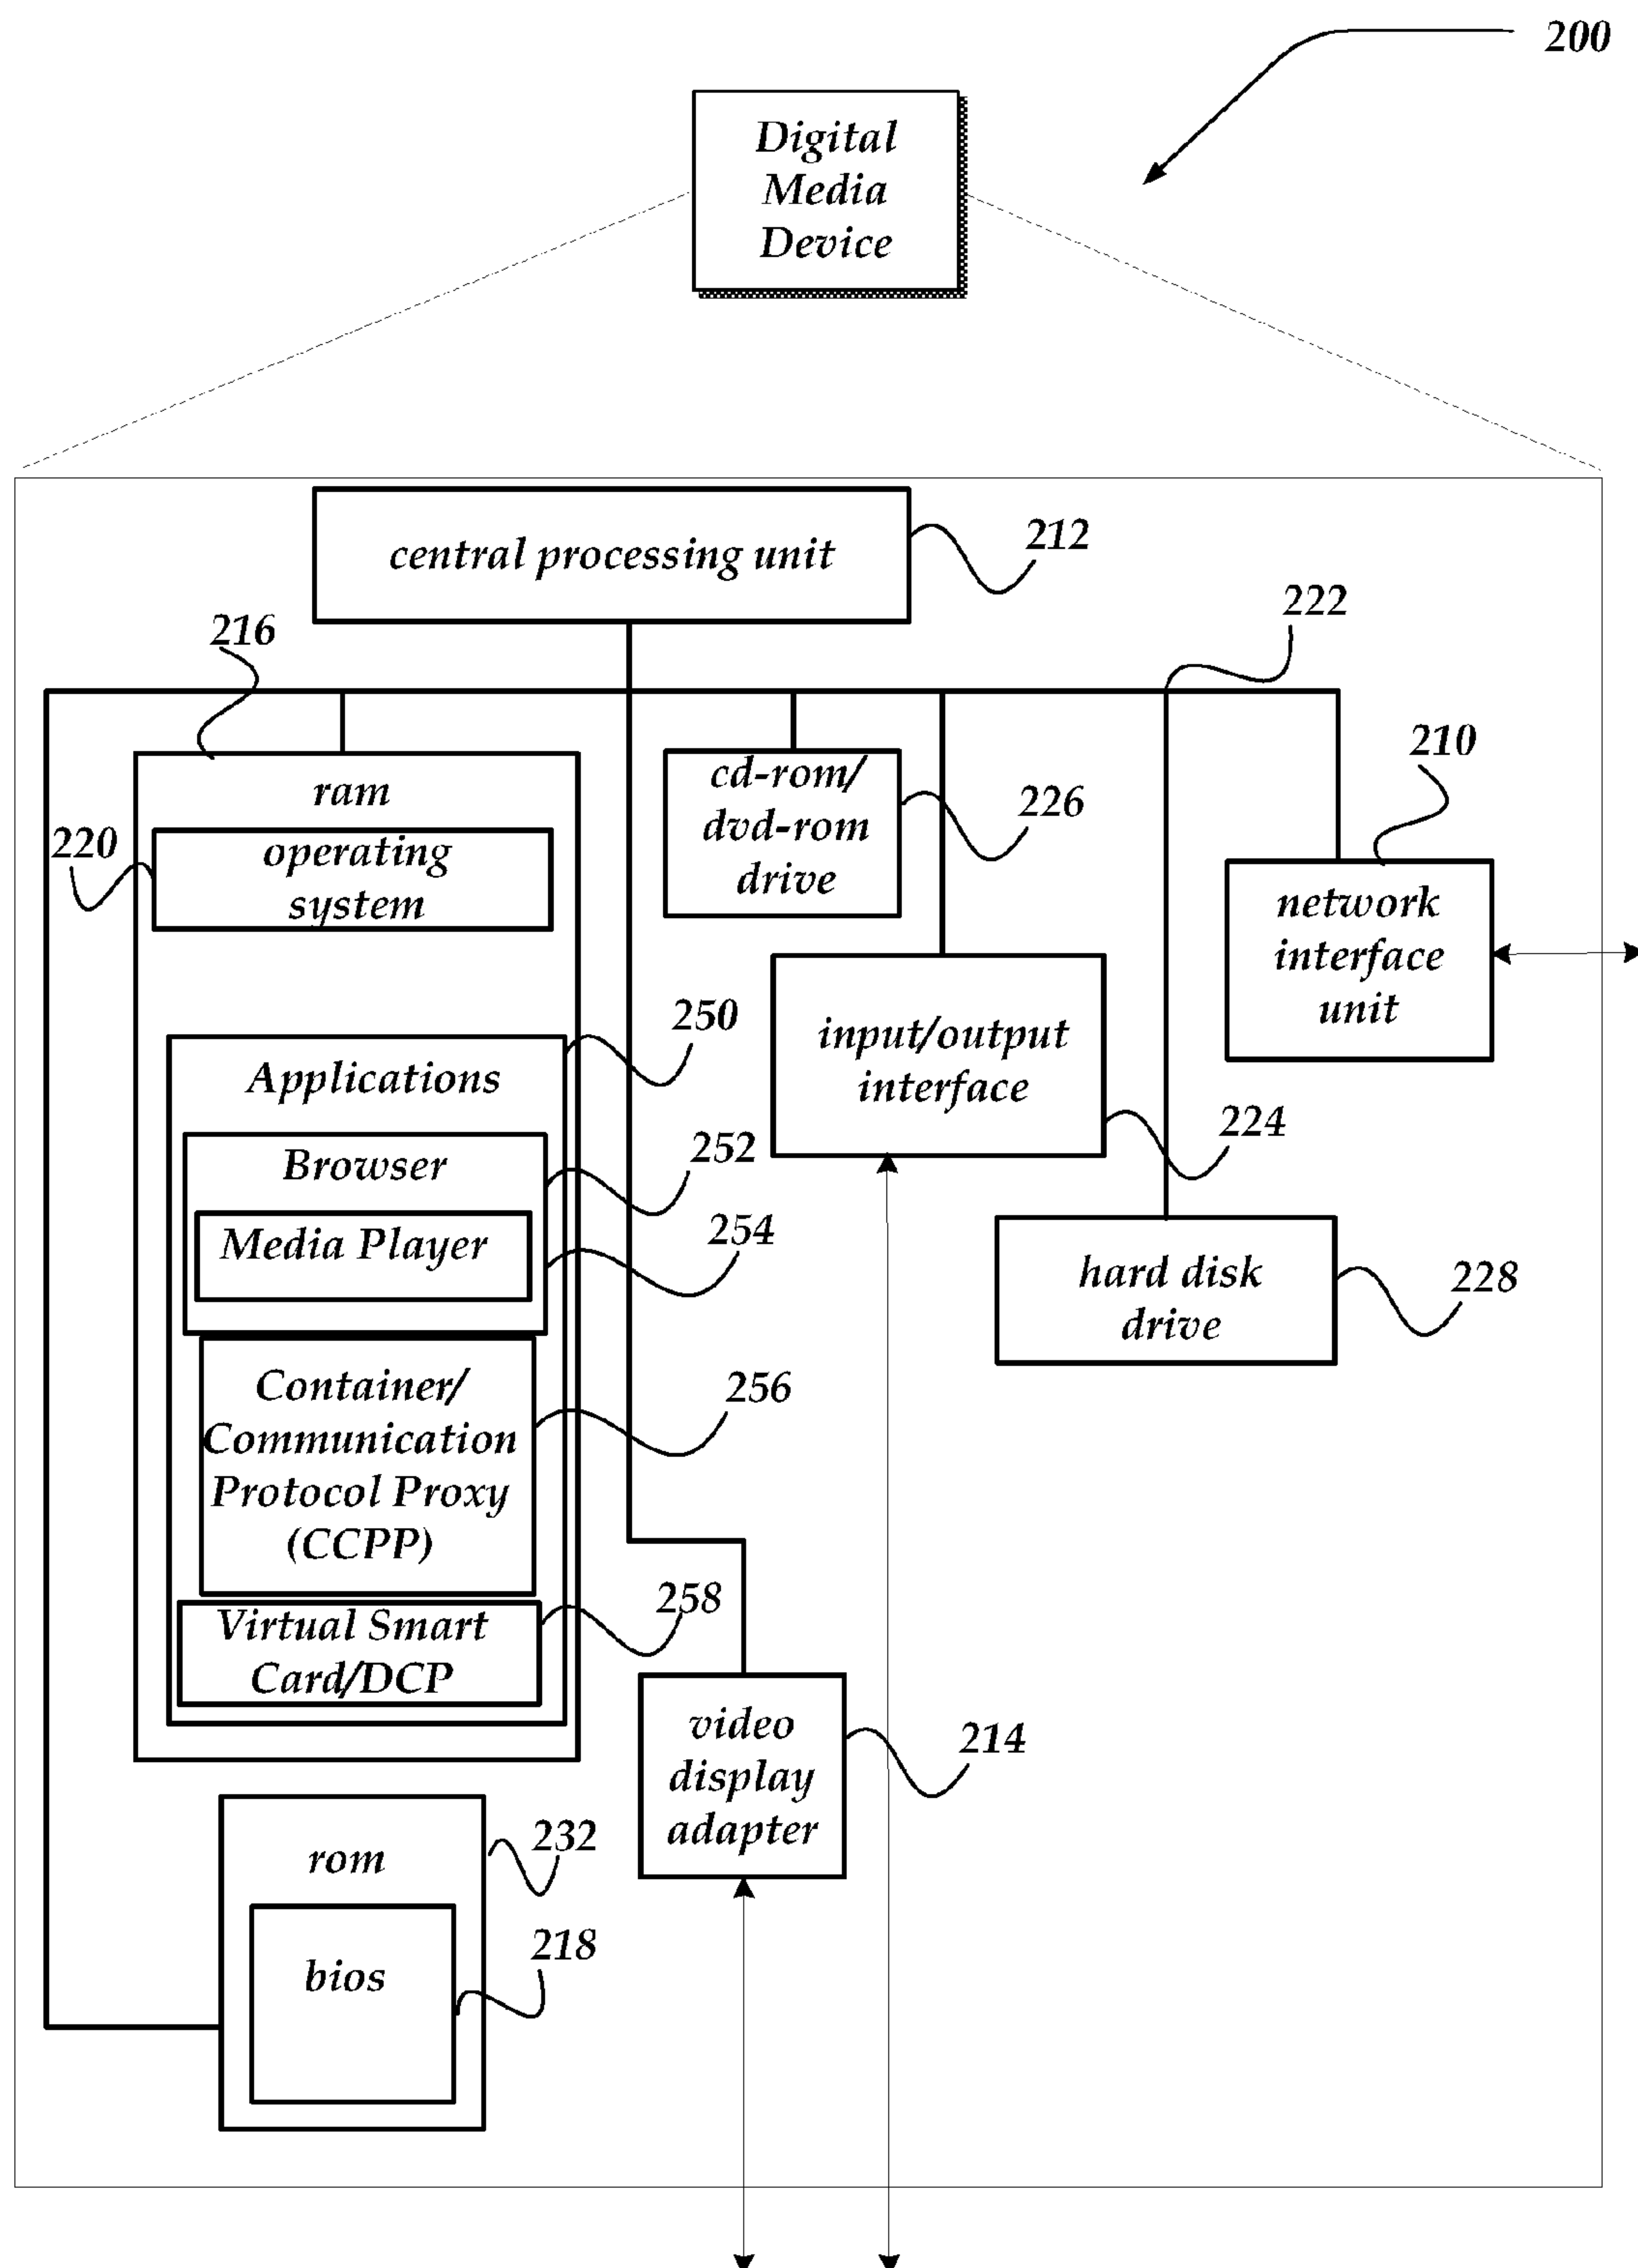 200
Digital
Media
Device
central processing unit
212
222
216
ram
220
operating
system
cd-rom/
dvd-rom
drive
226
210
network
interface
unit
250
Applications
input/output
interface
224
252
Browser
254
Media Player
hard disk
drive
228
256
Container/
Communication
Protocol Proxy
(CCPP)
258
Virtual Smart
Card/DCP
video
display
adapter
214
rom
232
bios
218